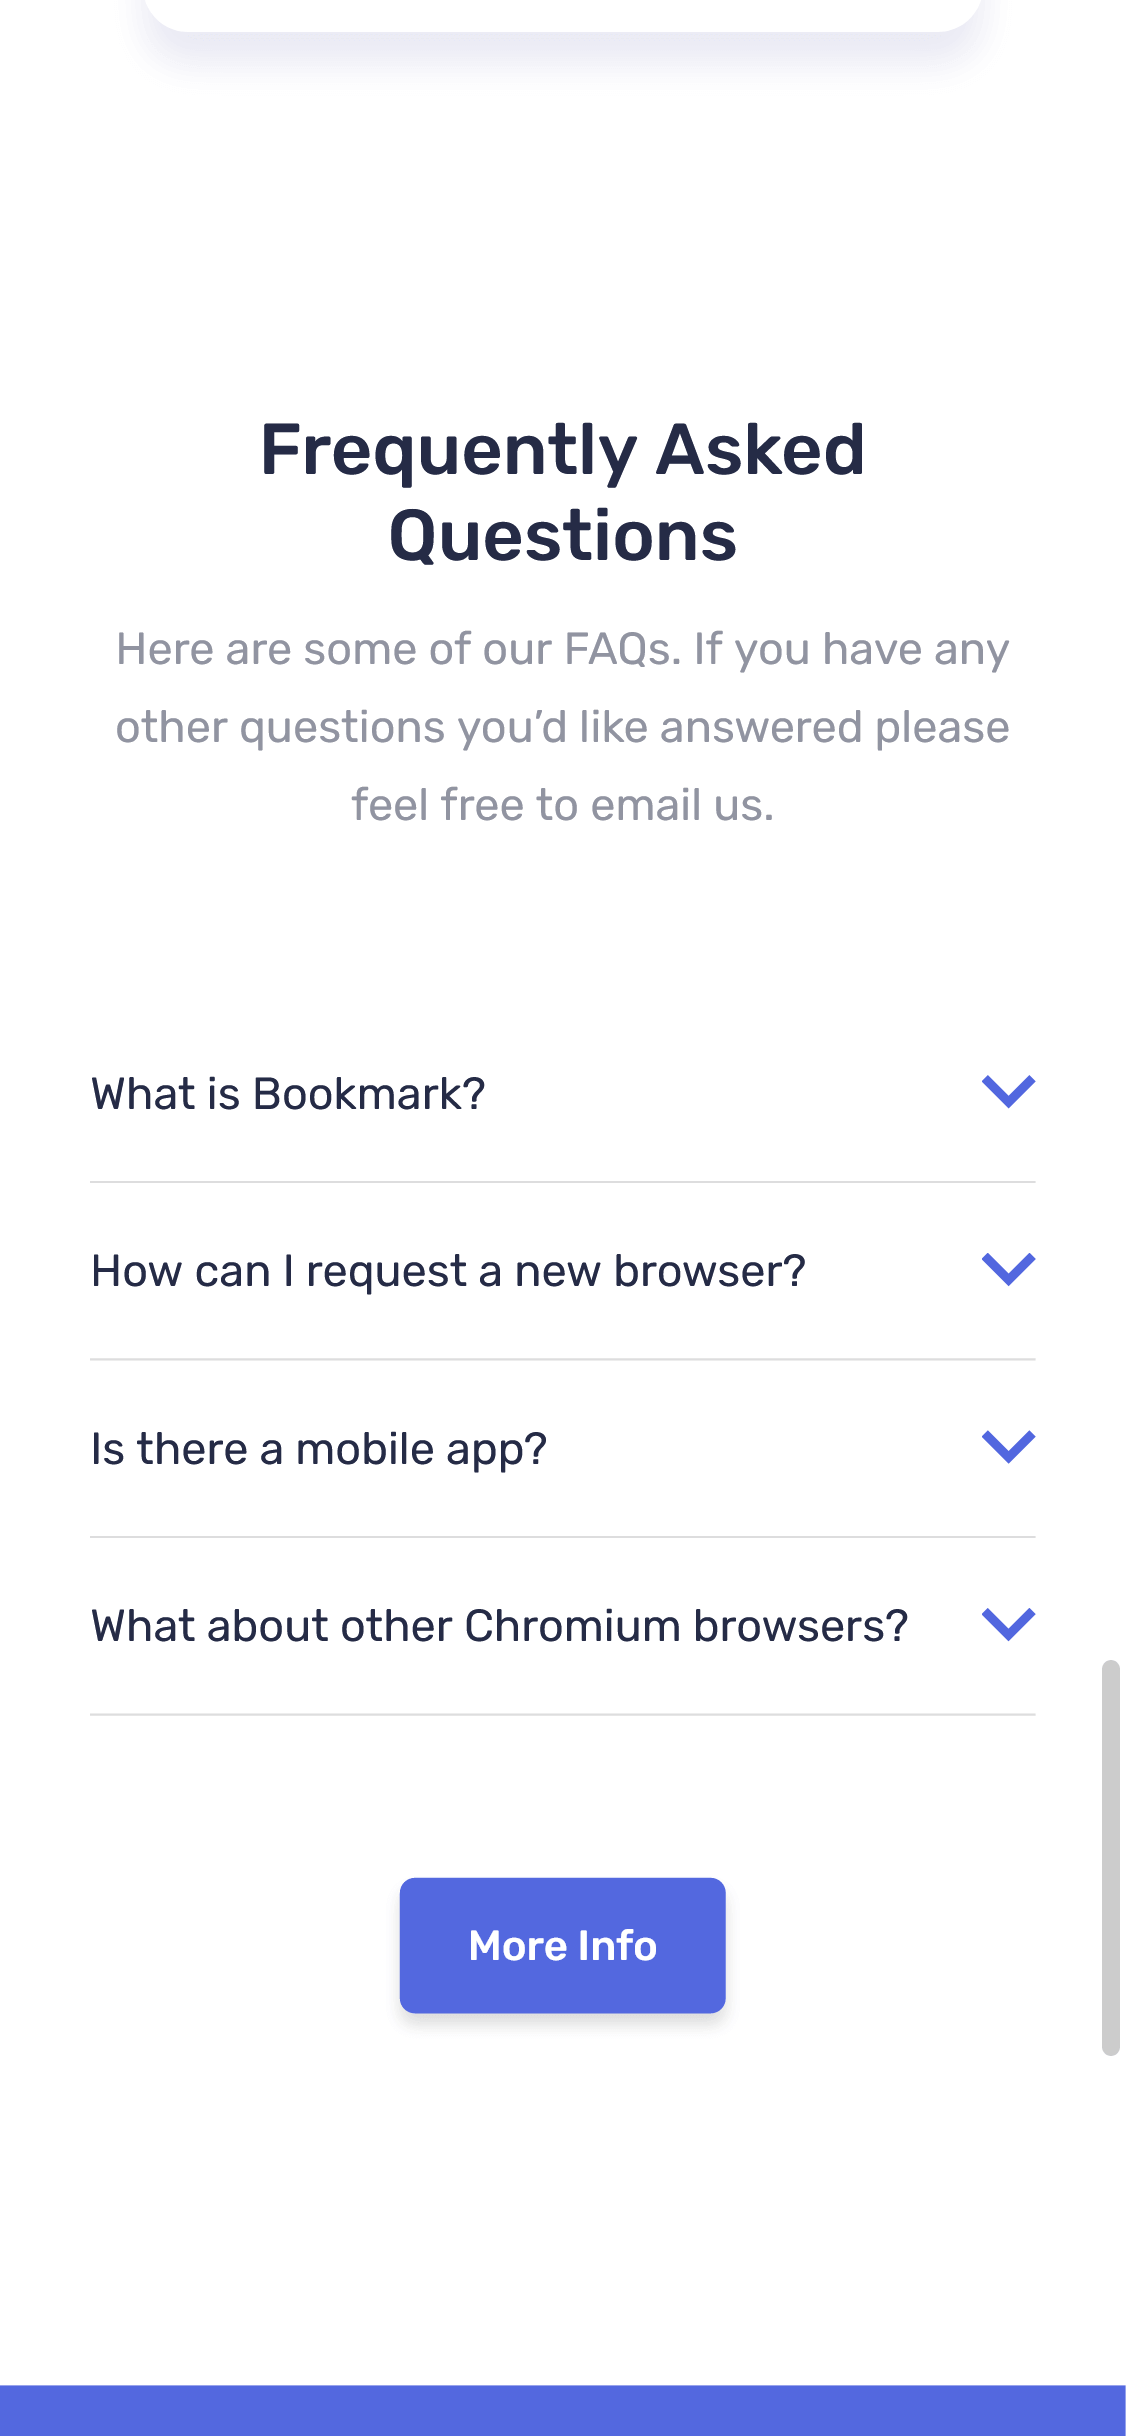 Frequently Asked
Questions
Here are some of our FAQs. If you have any
other questions you’d like answered please
feel free to email us.
What is Bookmark?
How can I request a new browser?
Is there a mobile app?
What about other Chromium browsers?
More Info